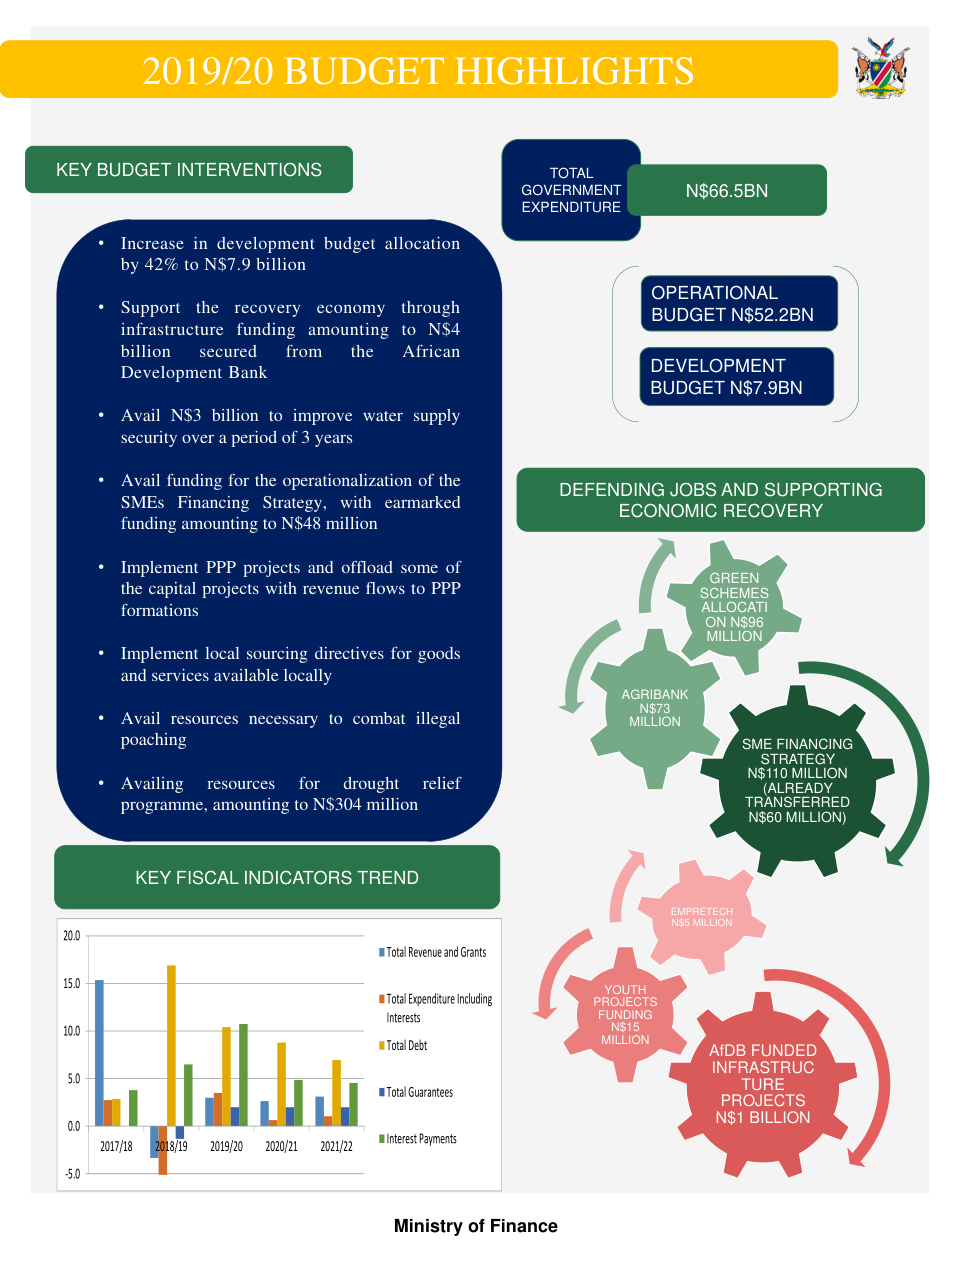 2019/20 BUDGET HIGHLIGHTS
KEY BUDGET INTERVENTIONS
• Increase in development budget allocation
by 42% to N$7.9 billion
• Support the recovery economy through
infrastructure funding amounting to N$4
billion secured from the African
Development Bank
• Avail N$3 billion to improve water supply
security over a period of 3 years
• Avail funding for the operationalization of the
SMEs Financing Strategy, with earmarked
funding amounting to N$48 million
• Implement PPP projects and offload some of
the capital projects with revenue flows to PPP
formations
• Implement local sourcing directives for goods
and services available locally
• Avail resources necessary to combat illegal
poaching
• Availing resources for drought relief
programme, amounting to N$304 million
TOTAL
GOVERNMENT
EXPENDITURE
N$66.5BN
OPERATIONAL
BUDGET N$52.2BN
DEVELOPMENT
BUDGET N$7.9BN
DEFENDING JOBS AND SUPPORTING
ECONOMIC RECOVERY
GREEN
SCHEMES
ALLOCATI
ON N$96
MILLION
AGRIBANK
N$73
MILLION
SME FINANCING
STRATEGY
N$110 MILLION
(ALREADY
TRANSFERRED
N$60 MILLION)
EMPRETECH
N$5 MILLION
YOUTH
PROJECTS
FUNDING
N$15
MILLION
AfDB FUNDED
INFRASTRUC
TURE
PROJECTS
N$1 BILLION
KEY FISCAL INDICATORS TREND
20.0
15.0
10.0
5.0
0.0
-5.0
2017/18
2018/19
2019/20
2020/21
2021/22
Total Revenue and Grants
Total Expenditure Including
Interests
Total Debt
Total Guarantees
Interest Payments
Ministry of Finance